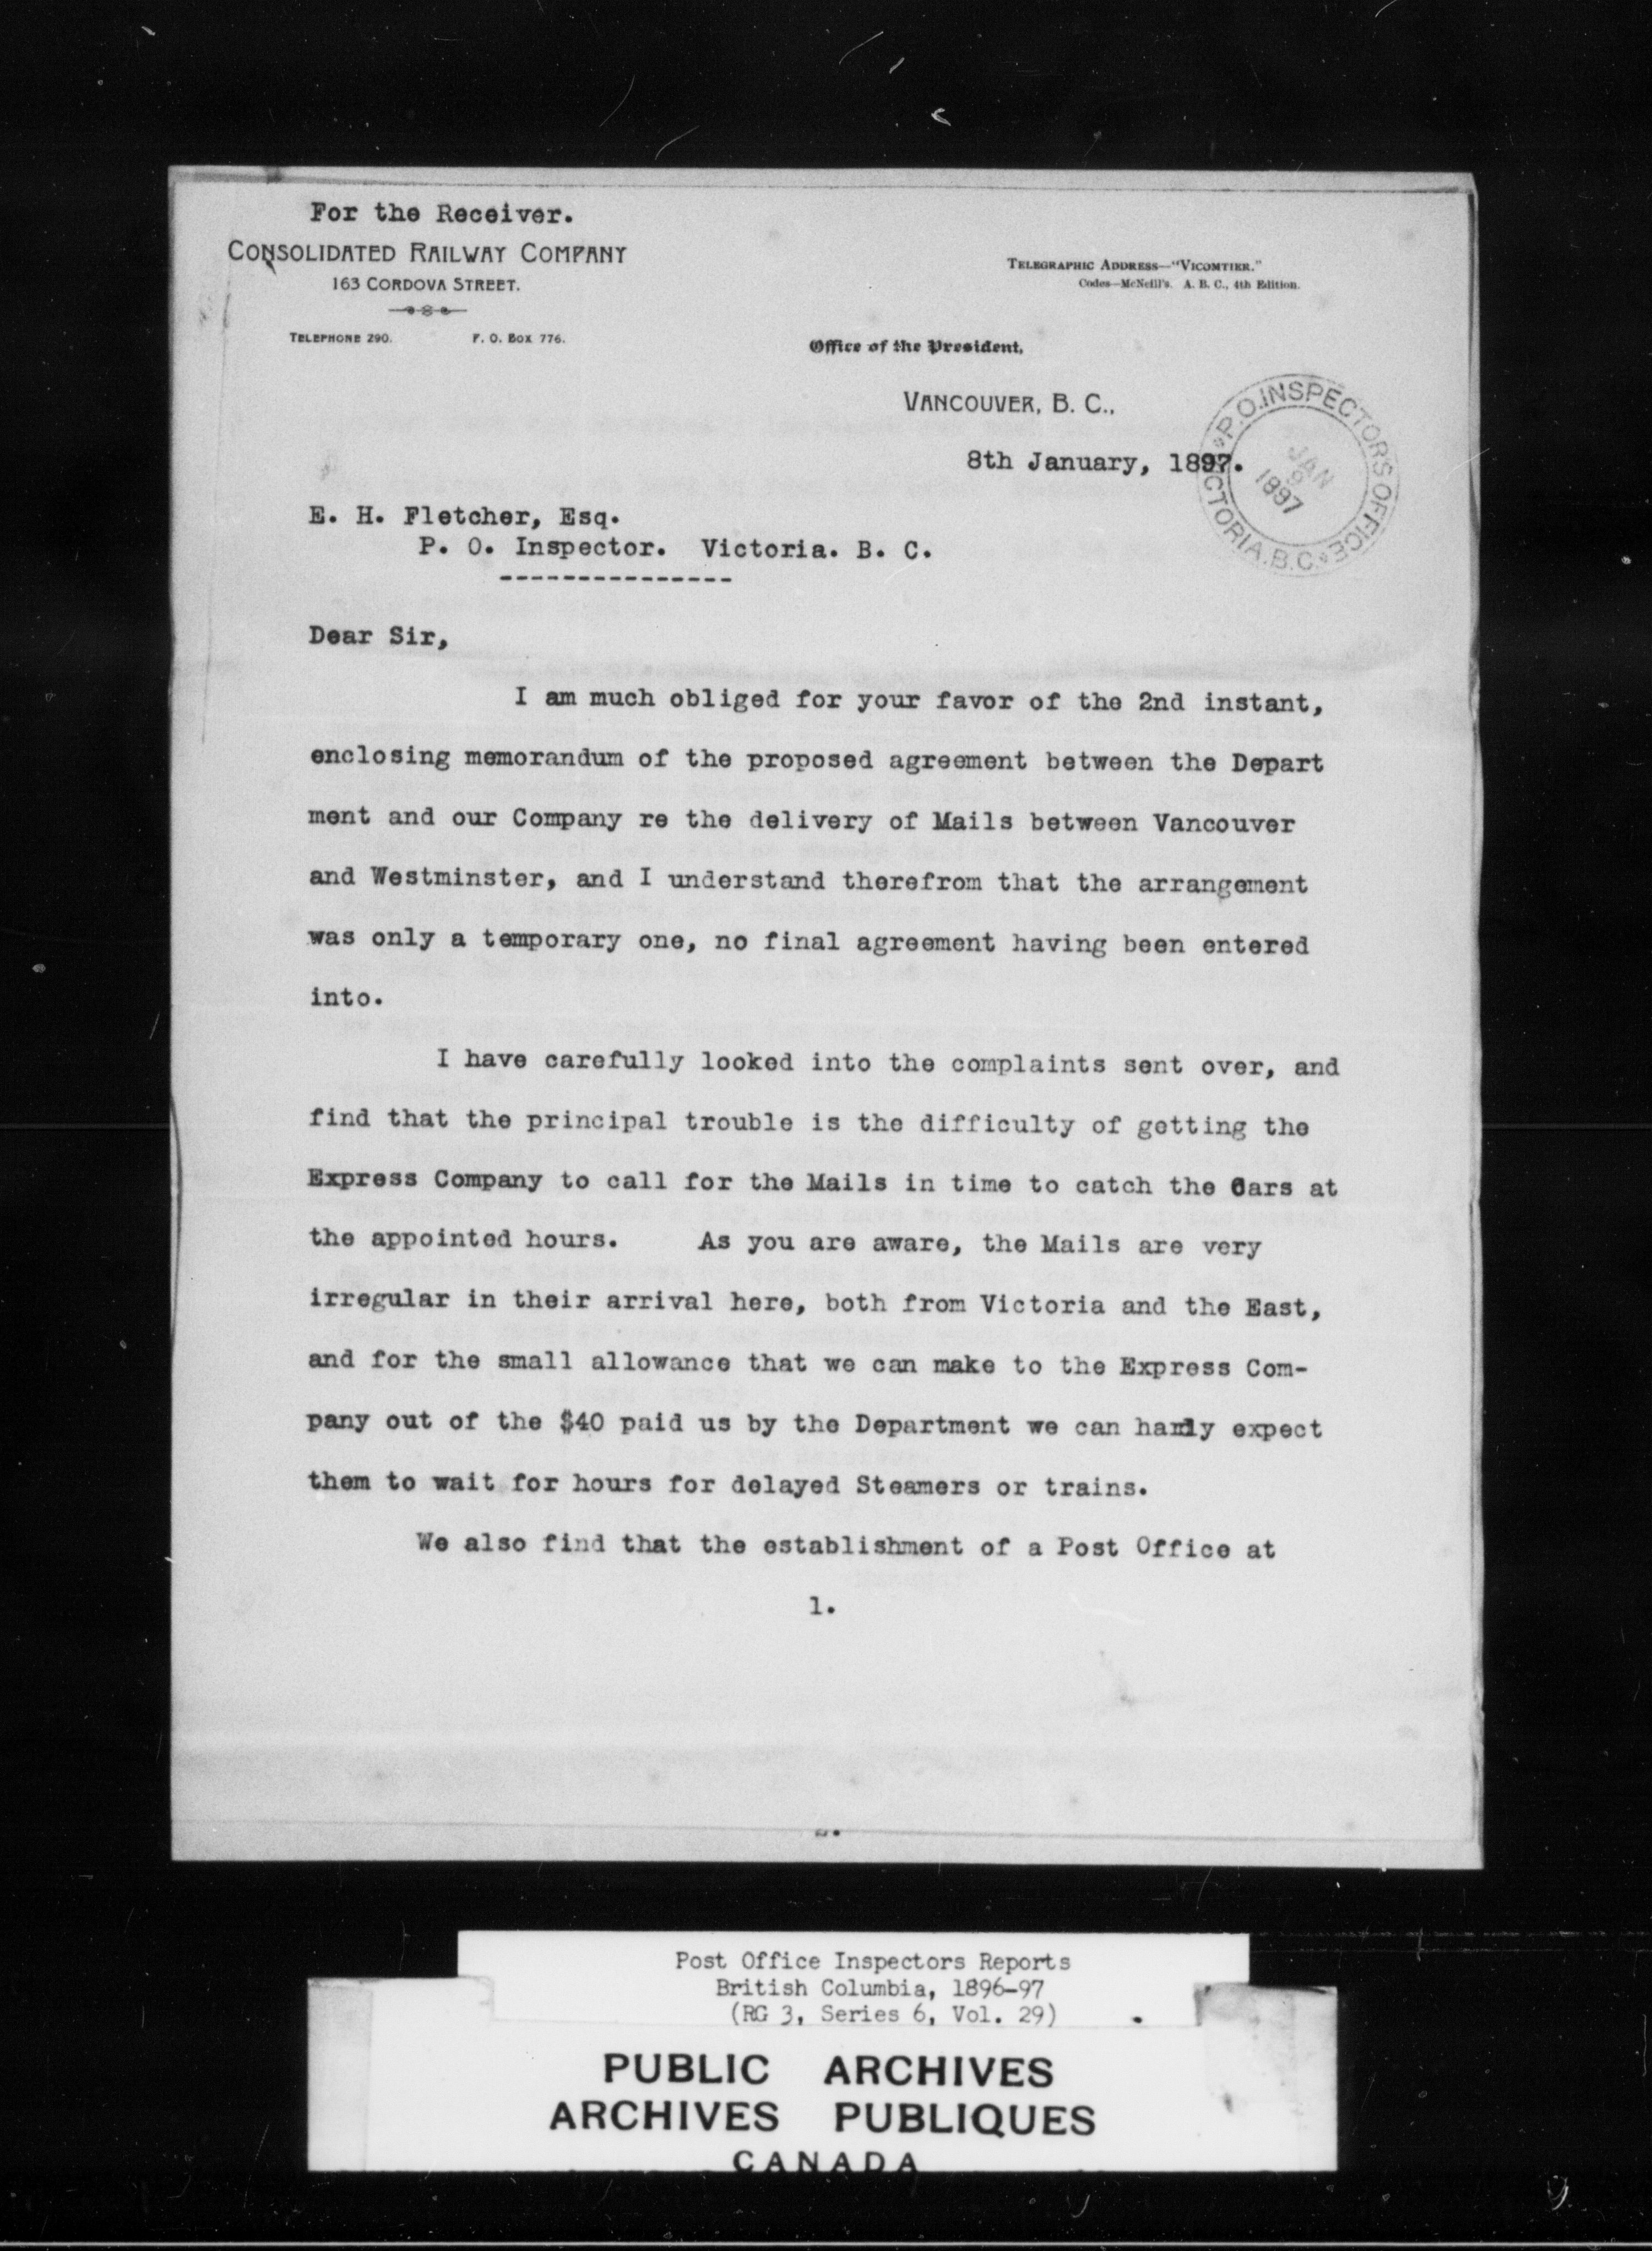 For the Receiver.
CONSOLIDATED RAILWAY COMPANY
163 CORDOVA STREET.
TELEPHONE 290. P. O. BOX 776.
TELEGRAPHIC ADDRESS—"VICOMTIER."
Codes—McNeill's. A. B. C., 4th Edition.
Office of the President,
VANCOUVER, B. C.,
8th January, 1897.
P.O. INSPECTORS OFFICE
VICTORIA. B.C.
JAN
9
1897
E. H. Fletcher, Esq.
P. O. Inspector. Victoria. B. C.
---------------
Dear Sir,
I am much obliged for your favor of the 2nd instant,
enclosing memorandum of the proposed agreement between the Depart
ment and our Company re the delivery of Mails between Vancouver
and Westminster, and I understand therefrom that the arrangement
was only a temporary one, no final agreement having been entered
into.
I have carefully looked into the complaints sent over, and
find that the principal trouble is the difficulty of getting the
Express Company to call for the Mails in time to catch the Cars at
the appointed hours. As you are aware, the Mails are very
irregular in their arrival here, both from Victoria and the East,
and for the small allowance that we can make to the Express Com-
pany out of the $40 paid us by the Department we can hardly expect
them to wait for hours for delayed Steamers or trains.
We also find that the establishment of a Post Office at
1.
2.
Post Office Inspectors Reports
British Columbia, 1896-97
(RG 3, Series 6, Vol. 29)
PUBLIC ARCHIVES
ARCHIVES PUBLIQUES
CANADA